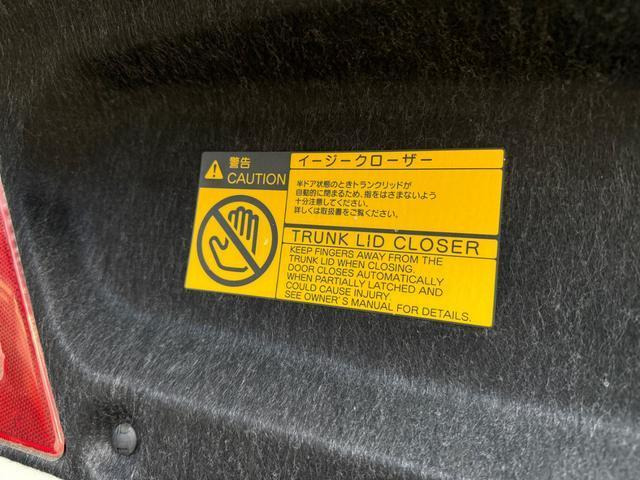 警告
CAUTION
イージークローザー
半ドア状態のときトランクリッドが
自動的に閉まるため、指をはさまないよう
十分注意してください。
詳しくは取扱書をご覧ください。
TRUNK LID CLOSER
KEEP FINGERS AWAY FROM THE
TRUNK LID WHEN CLOSING.
DOOR CLOSES AUTOMATICALLY
WHEN PARTIALLY LATCHED AND
COULD CAUSE INJURY.
SEE OWNER'S MANUAL FOR DETAILS.